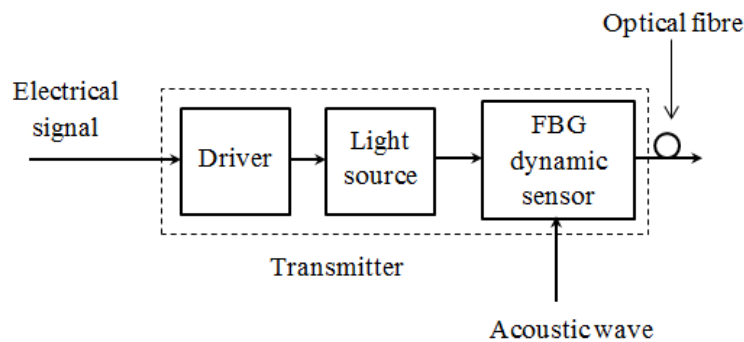 Optical fibre
Electrical
signal
Driver
Light
source
FBG
dynamic
sensor
Transmitter
Acoustic wave